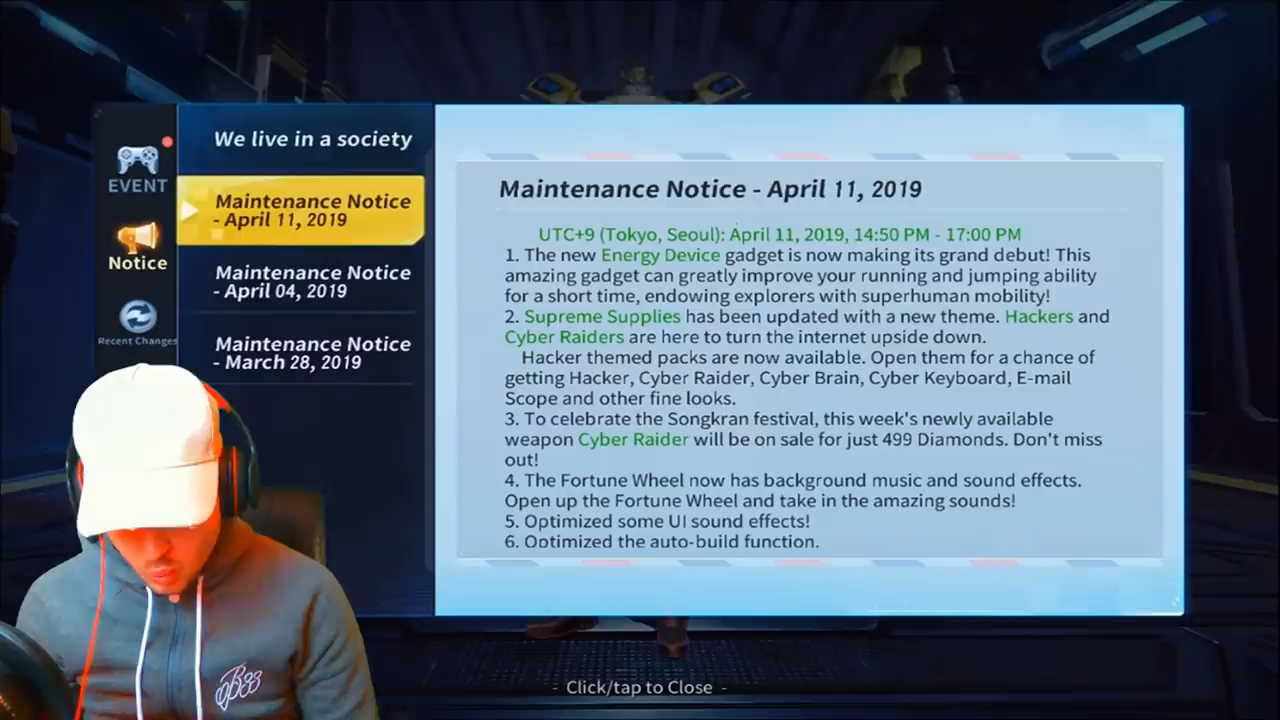 We live in a society
EVENT
Maintenance Notice
- April 11, 2019
Notice
Maintenance Notice
- April 04, 2019
Recent Changes
Maintenance Notice
- March 28, 2019
Maintenance Notice - April 11, 2019
UTC+9 (Tokyo, Seoul): April 11, 2019, 14:50 PM - 17:00 PM
1. The new Energy Device gadget is now making its grand debut! This
amazing gadget can greatly improve your running and jumping ability
for a short time, endowing explorers with superhuman mobility!
2. Supreme Supplies has been updated with a new theme. Hackers and
Cyber Raiders are here to turn the internet upside down.
Hacker themed packs are now available. Open them for a chance of
getting Hacker, Cyber Raider, Cyber Brain, Cyber Keyboard, E-mail
Scope and other fine looks.
3. To celebrate the Songkran festival, this week's newly available
weapon Cyber Raider will be on sale for just 499 Diamonds. Don't miss
out!
4. The Fortune Wheel now has background music and sound effects.
Open up the Fortune Wheel and take in the amazing sounds!
5. Optimized some UI sound effects!
6. Optimized the auto-build function.
- Click/tap to Close -